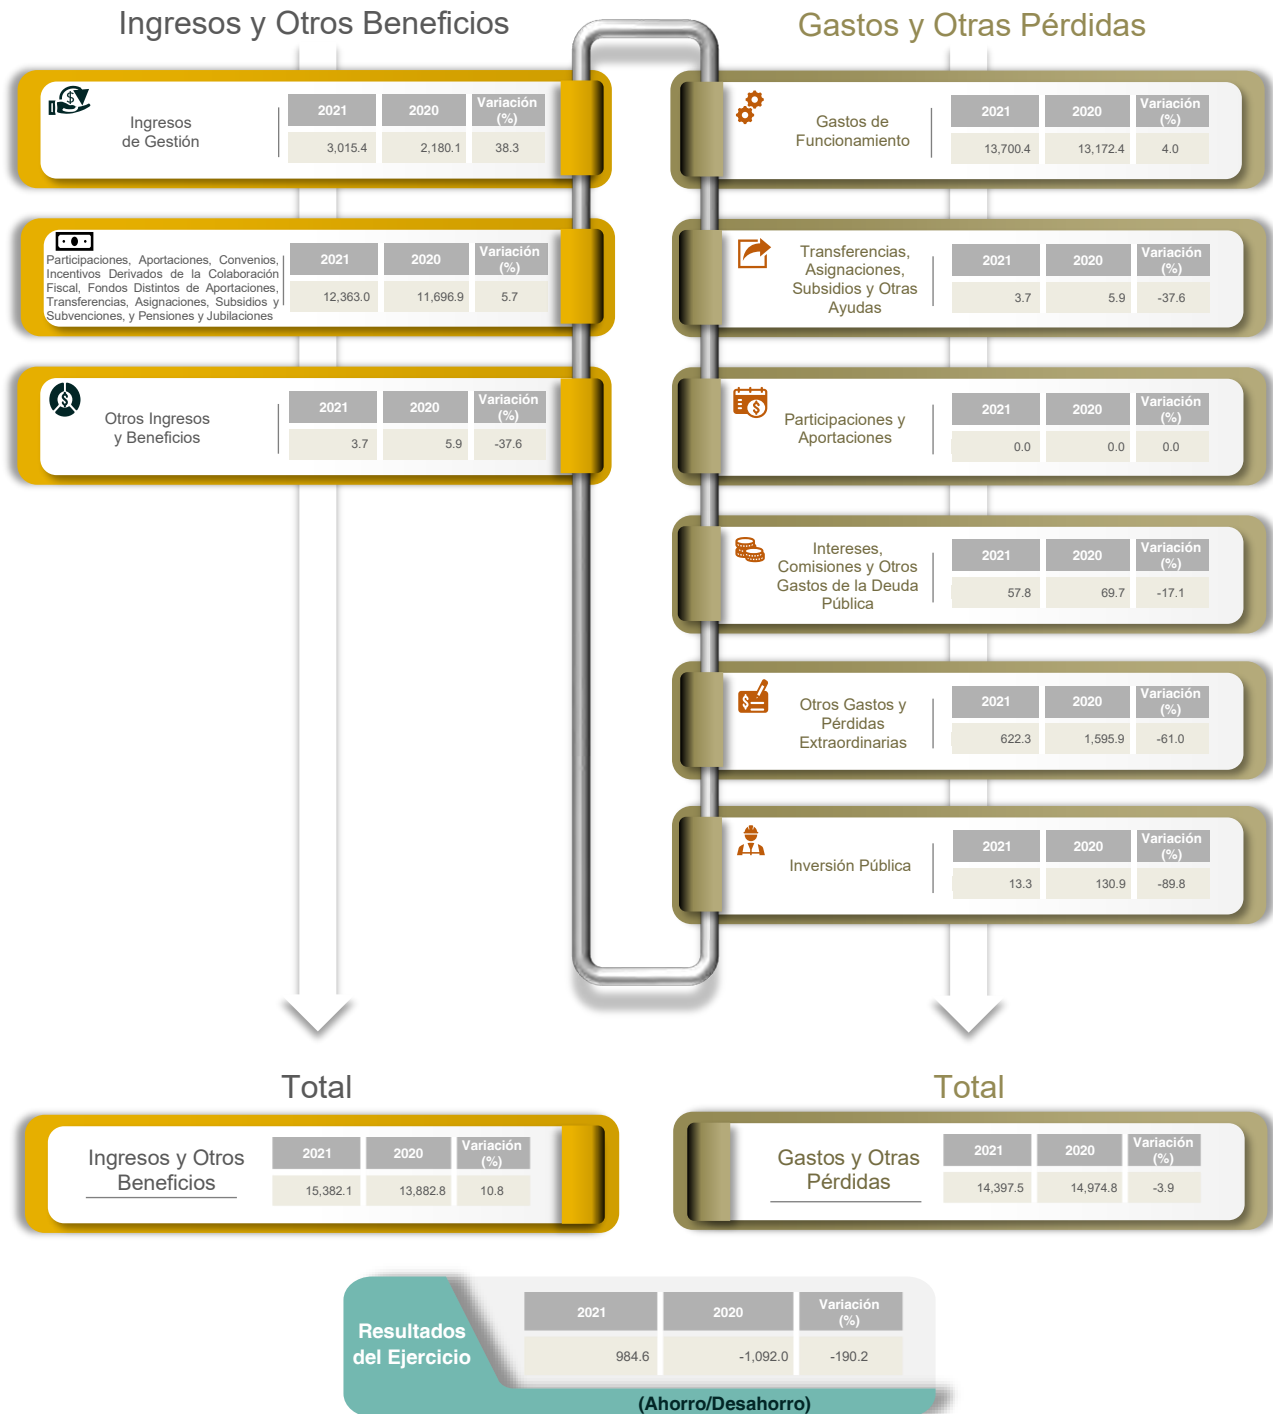 Ingresos y Otros Beneficios
Ingresos
de Gestión
2021 2020 Variación (%)
3,015.4 2,180.1 38.3
Participaciones, Aportaciones, Convenios,
Incentivos Derivados de la Colaboración
Fiscal, Fondos Distintos de Aportaciones,
Transferencias, Asignaciones, Subsidios y
Subvenciones, y Pensiones y Jubilaciones
2021 2020 Variación (%)
12,363.0 11,696.9 5.7
Otros Ingresos
y Beneficios
2021 2020 Variación (%)
3.7 5.9 -37.6
Gastos y Otras Pérdidas
Gastos de
Funcionamiento
2021 2020 Variación (%)
13,700.4 13,172.4 4.0
Transferencias,
Asignaciones,
Subsidios y Otras
Ayudas
2021 2020 Variación (%)
3.7 5.9 -37.6
Participaciones y
Aportaciones
2021 2020 Variación (%)
0.0 0.0 0.0
Intereses,
Comisiones y Otros
Gastos de la Deuda
Pública
2021 2020 Variación (%)
57.8 69.7 -17.1
Otros Gastos y
Pérdidas
Extraordinarias
2021 2020 Variación (%)
622.3 1,595.9 -61.0
Inversión Pública
2021 2020 Variación (%)
13.3 130.9 -89.8
Total
Ingresos y Otros
Beneficios
2021 2020 Variación (%)
15,382.1 13,882.8 10.8
Total
Gastos y Otras
Pérdidas
2021 2020 Variación (%)
14,397.5 14,974.8 -3.9
Resultados
del Ejercicio
2021 2020 Variación (%)
984.6 -1,092.0 -190.2
(Ahorro/Desahorro)